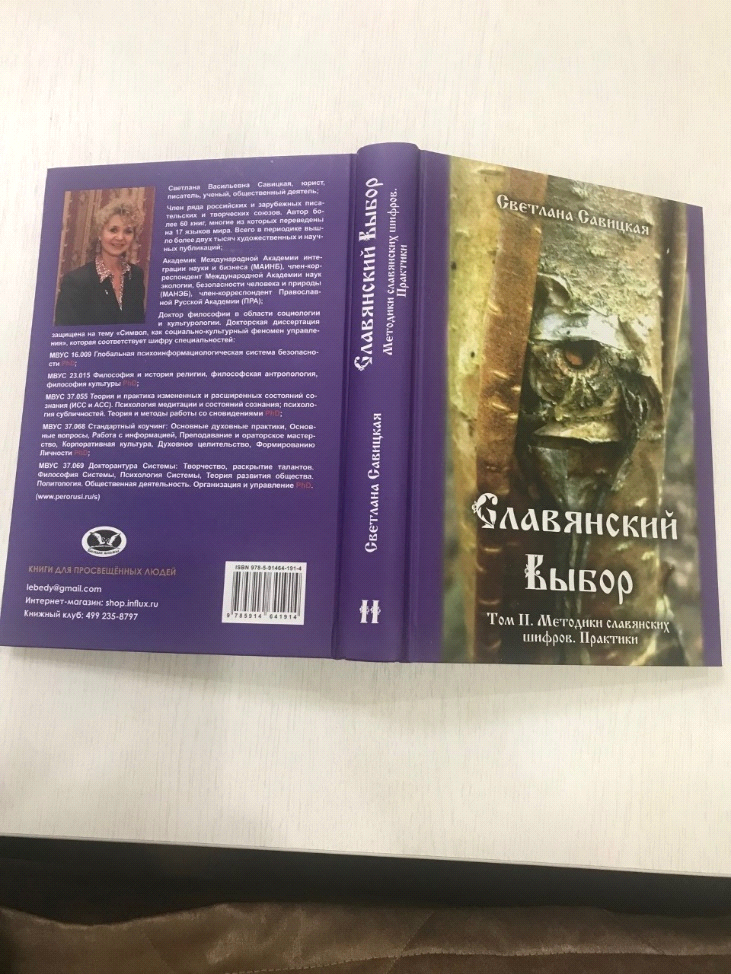 Светлана Васильевна Савицкая, юрист,
писатель, ученый, общественный деятель;
Член ряда российских и зарубежных писа-
тельских и творческих союзов. Автор бо-
лее 60 книг, многие из которых переведены
на 17 языков мира. Всего в периодике вышл-
ло более двух тысяч художественных и науч-
ных публикаций;
Академик Международной Академии инте-
грации науки и бизнеса (МАИНБ), член-кор-
респондент Международной Академии наук
экологии, безопасности человека и природы
(МАНЭБ), член-корреспондент Православ-
ной Русской Академии (ПРА);
Доктор философии в области социологии
и культурологии. Докторская диссертация
защищена на тему «Символ, как социально-культурный феномен управле-
ния», которая соответствует шифру специальностей:
МВУС 16.009 Глобальная психоинформациологическая система безопасно-
сти PhD;
МВУС 23.015 Философия и история религии, философская антропология,
философия культуры PhD;
МВУС 37.055 Теория и практика измененных и расширенных состояний со-
знания (ИСС и АСС). Психология медитации и состояний сознания; психоло-
гия субличностей. Теория и методы работы со сновидениями PhD;
МВУС 37.068 Стандартный коучинг: Основные духовные практики, Основ-
ные вопросы, Работа с информацией, Преподавание и ораторское мастер-
ство, Корпоративная культура, Духовное целительство, Формированию
Личности PhD;
МВУС 37.069 Докторантура Системы: Творчество, раскрытие талантов.
Философия Системы, Психология Системы, Теория развития общества.
Политология. Общественная деятельность. Организация и управление PhD.
(www.perorusi.ru/s)
КНИГИ ДЛЯ ПРОСВЕЩЁННЫХ ЛЮДЕЙ
lebedy@gmail.com
Интернет-магазин: shop.influx.ru
Книжный клуб: 499 235-8797
ISBN 978-5-91464-191-4
9 785914 641914
Светлана Савицкая
Славянский Выбор
Методики славянских шифров.
Практики
II
Светлана Савицкая
Славянский
Выбор
Том II. Методики славянских
шифров. Практики